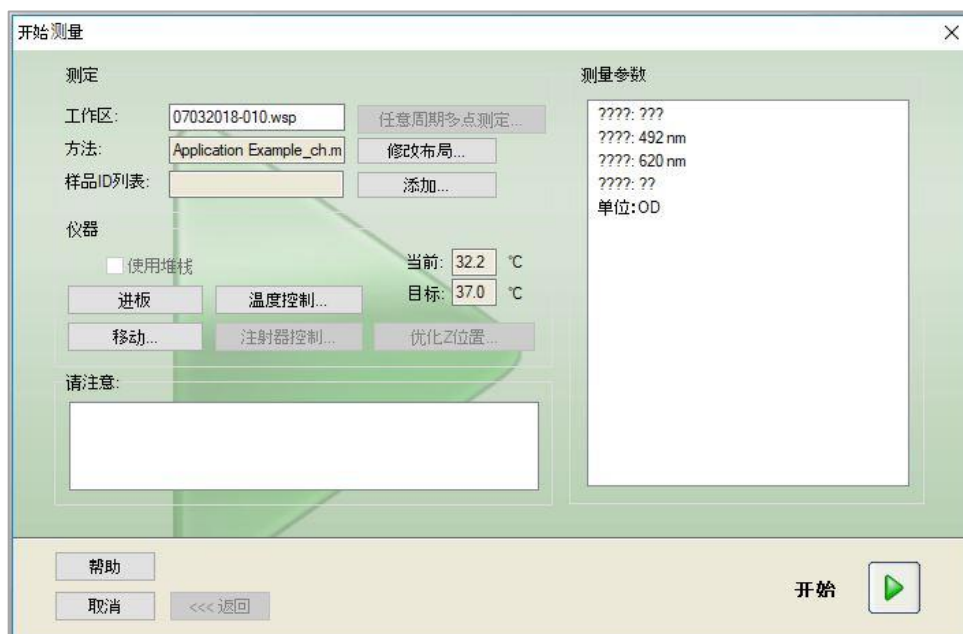 开始测量
测定
工作区: 07032018-010.wsp 任意周期多点测定...
方法: Application Example_ch.m 修改布局...
样品ID列表: 添加...
仪器
使用堆栈
当前: 32.2 °C
进板 温度控制... 目标: 37.0 °C
移动... 注射器控制... 优化Z位置...
请注意:
测量参数
????: ???
????: 492 nm
????: 620 nm
????: ??
单位:OD
帮助
取消 <<< 返回
开始